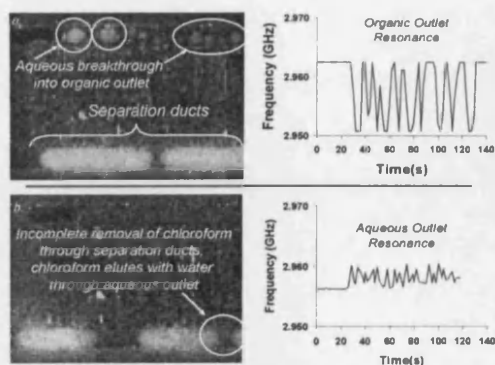 a.
Aqueous breakthrough
into organic outlet
Separation ducts
Organic Outlet
Resonance
Frequency (GHz)
2.970
2.960
2.950
0 20 40 60 80 100 120 140
Time(s)
b.
Incomplete removal of chloroform
through separation ducts,
chloroform elutes with water
through aqueous outlet
Aqueous Outlet
Resonance
Frequency (GHz)
2.970
2.960
2.950
0 20 40 60 80 100 120 140
Time(s)